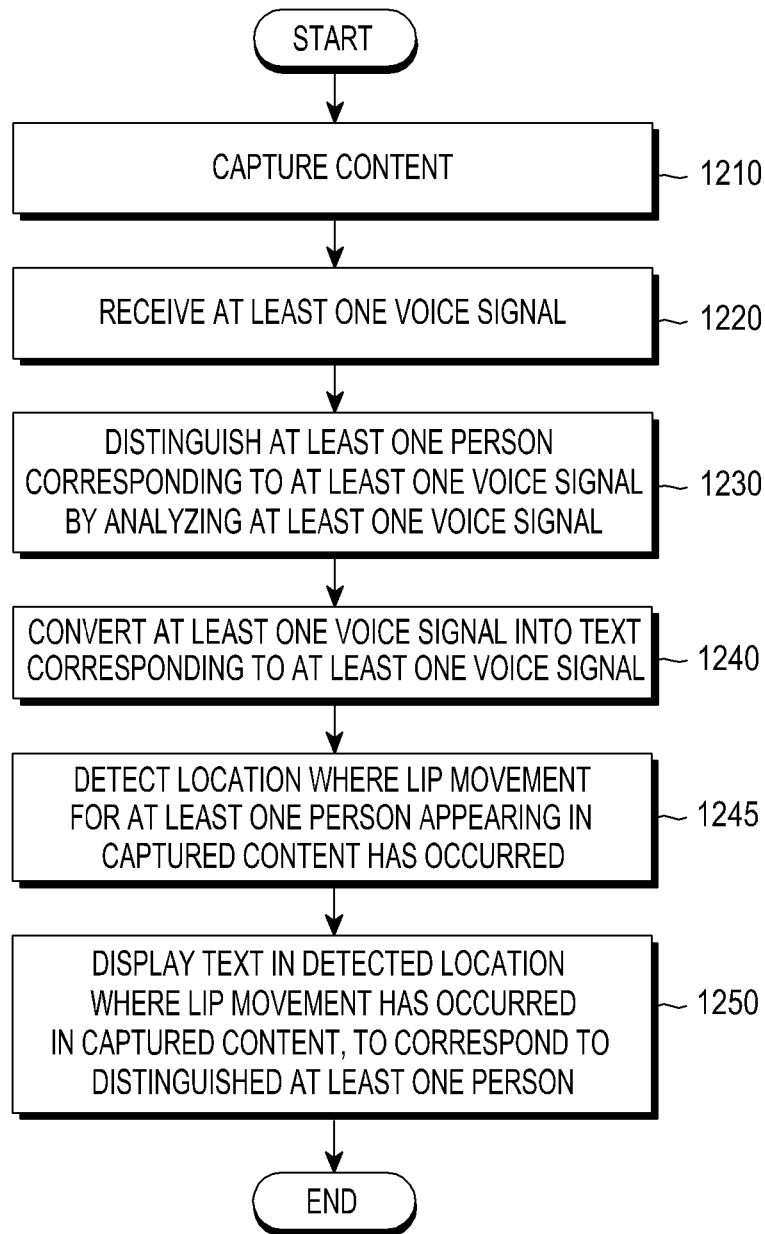 START
CAPTURE CONTENT
1210
RECEIVE AT LEAST ONE VOICE SIGNAL
1220
DISTINGUISH AT LEAST ONE PERSON
CORRESPONDING TO AT LEAST ONE VOICE SIGNAL
BY ANALYZING AT LEAST ONE VOICE SIGNAL
1230
CONVERT AT LEAST ONE VOICE SIGNAL INTO TEXT
CORRESPONDING TO AT LEAST ONE VOICE SIGNAL
1240
DETECT LOCATION WHERE LIP MOVEMENT
FOR AT LEAST ONE PERSON APPEARING IN
CAPTURED CONTENT HAS OCCURRED
1245
DISPLAY TEXT IN DETECTED LOCATION
WHERE LIP MOVEMENT HAS OCCURRED
IN CAPTURED CONTENT, TO CORRESPOND TO
DISTINGUISHED AT LEAST ONE PERSON
1250
END